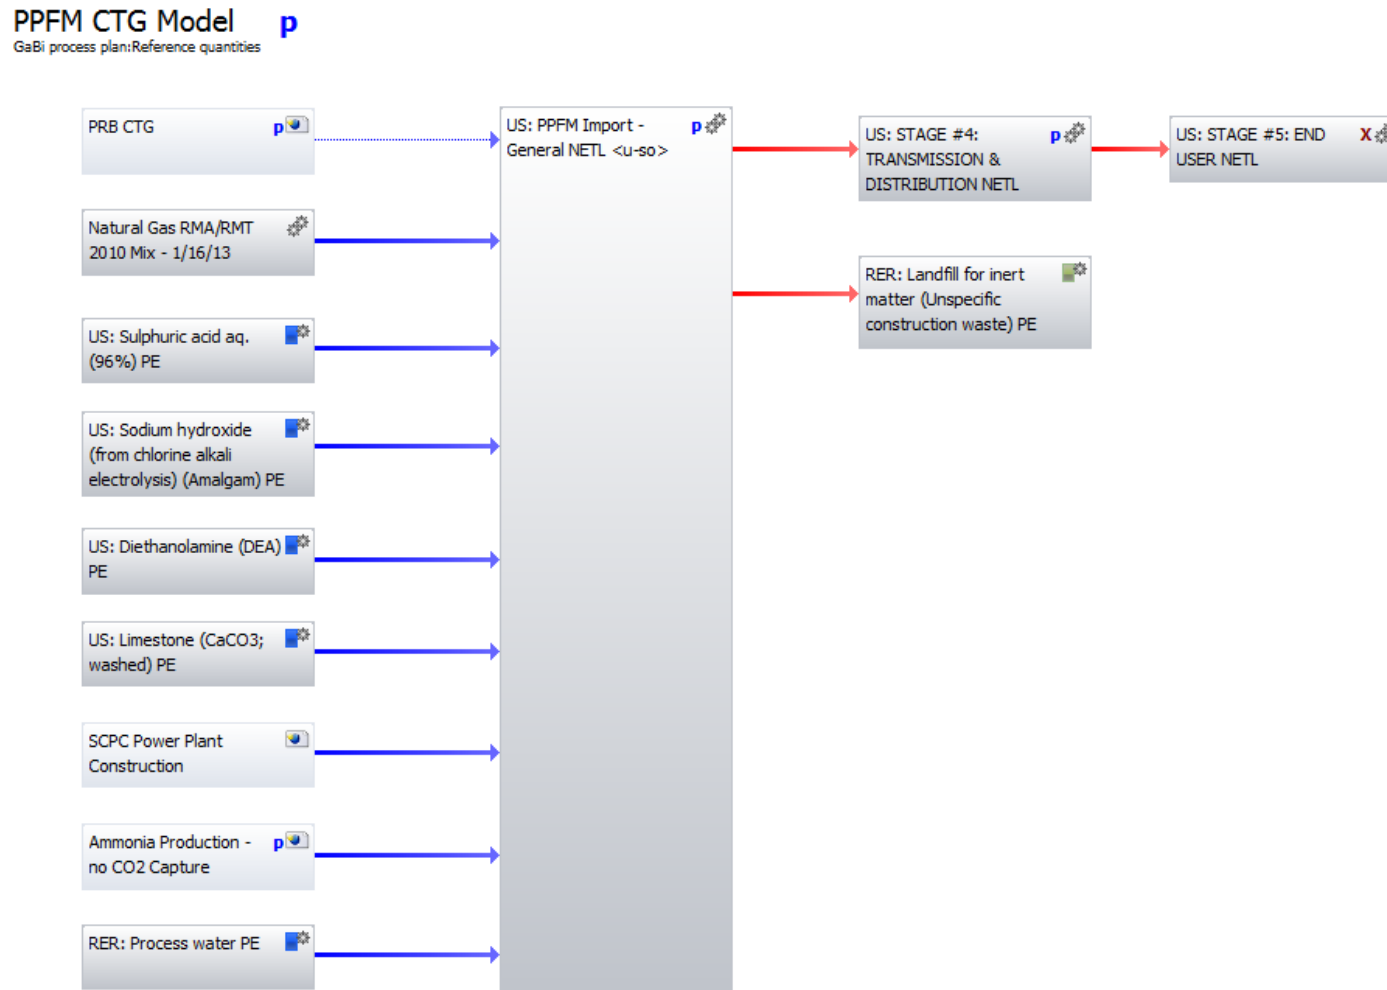 PPFM CTG Model p
GaBi process plan:Reference quantities
PRB CTG p
US: PPFM Import - p
General NETL <u-so>
US: STAGE #4: p
TRANSMISSION &
DISTRIBUTION NETL
US: STAGE #5: END X
USER NETL
Natural Gas RMA/RMT
2010 Mix - 1/16/13
RER: Landfill for inert
matter (Unspecific
construction waste) PE
US: Sulphuric acid aq.
(96%) PE
US: Sodium hydroxide
(from chlorine alkali
electrolysis) (Amalgam) PE
US: Diethanolamine (DEA)
PE
US: Limestone (CaCO3;
washed) PE
SCPC Power Plant
Construction
Ammonia Production - p
no CO2 Capture
RER: Process water PE